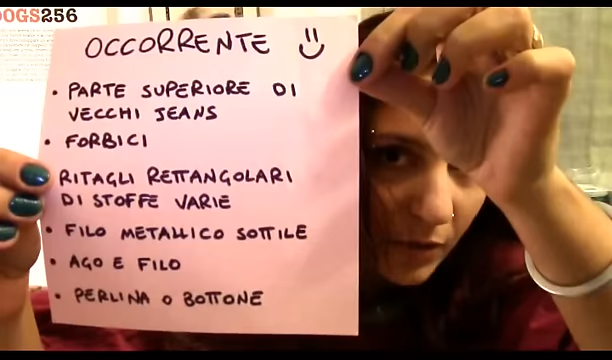 DOGS256
OCCORRENTE
• PARTE SUPERIORE DI
VECCHI JEANS
• FORBICI
RITAGLI RETTANGOLARI
DI STOFFE VARIE
• FILO METALLICO SOTTILE
• AGO E FILO
• PERLINA O BOTTONE